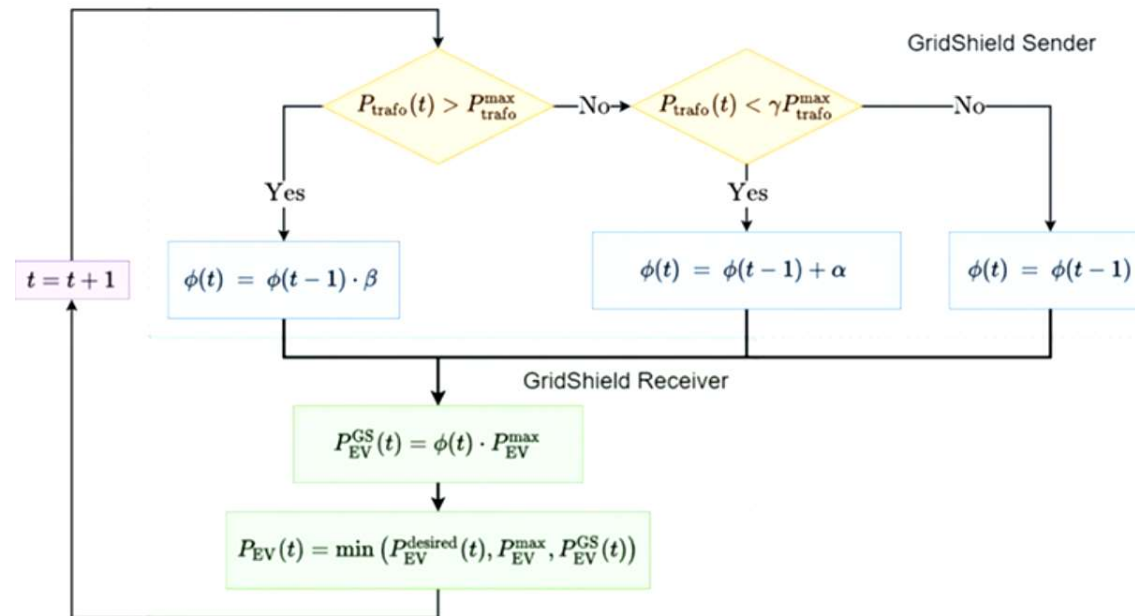 GridShield Sender
P_trafo(t) > P_trafo^max
No
P_trafo(t) < γP_trafo^max
No
Yes
Yes
t = t + 1
ϕ(t) = ϕ(t − 1) · β
ϕ(t) = ϕ(t − 1) + α
ϕ(t) = ϕ(t − 1)
GridShield Receiver
P_EV^GS(t) = ϕ(t) · P_EV^max
P_EV(t) = min (P_EV^desired(t), P_EV^max, P_EV^GS(t))